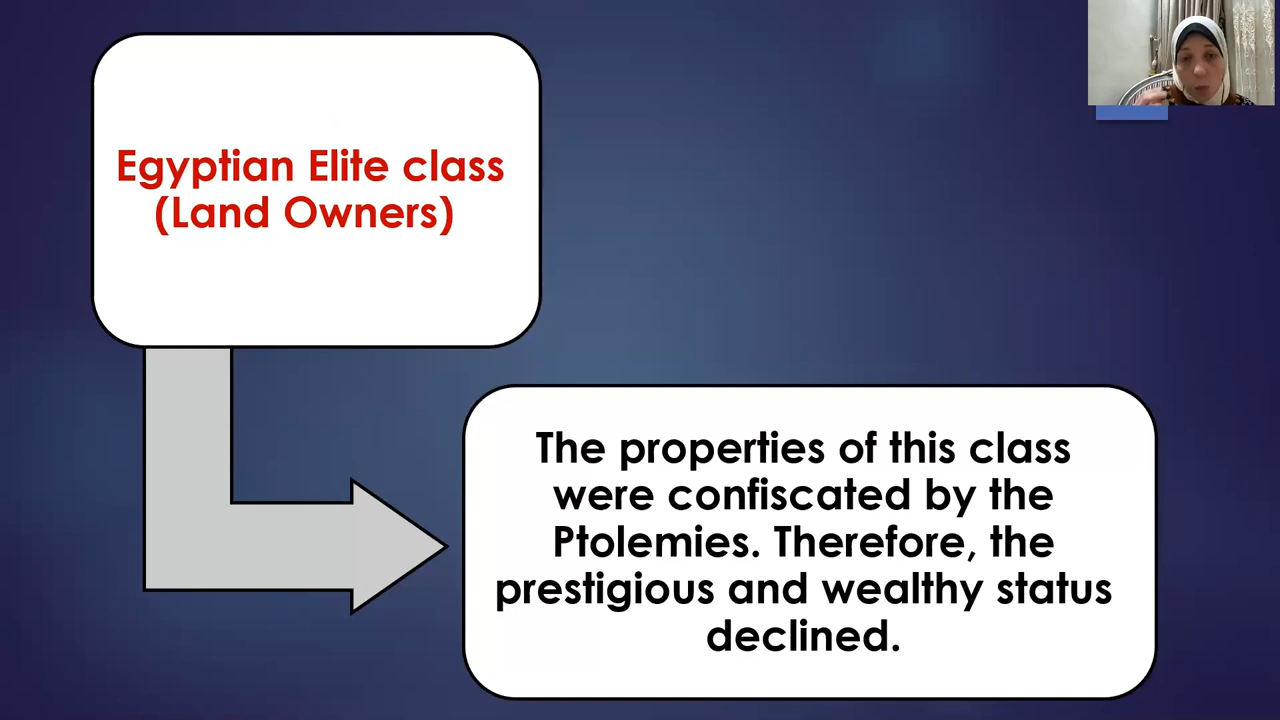 Egyptian Elite class
(Land Owners)
The properties of this class
were confiscated by the
Ptolemies. Therefore, the
prestigious and wealthy status
declined.